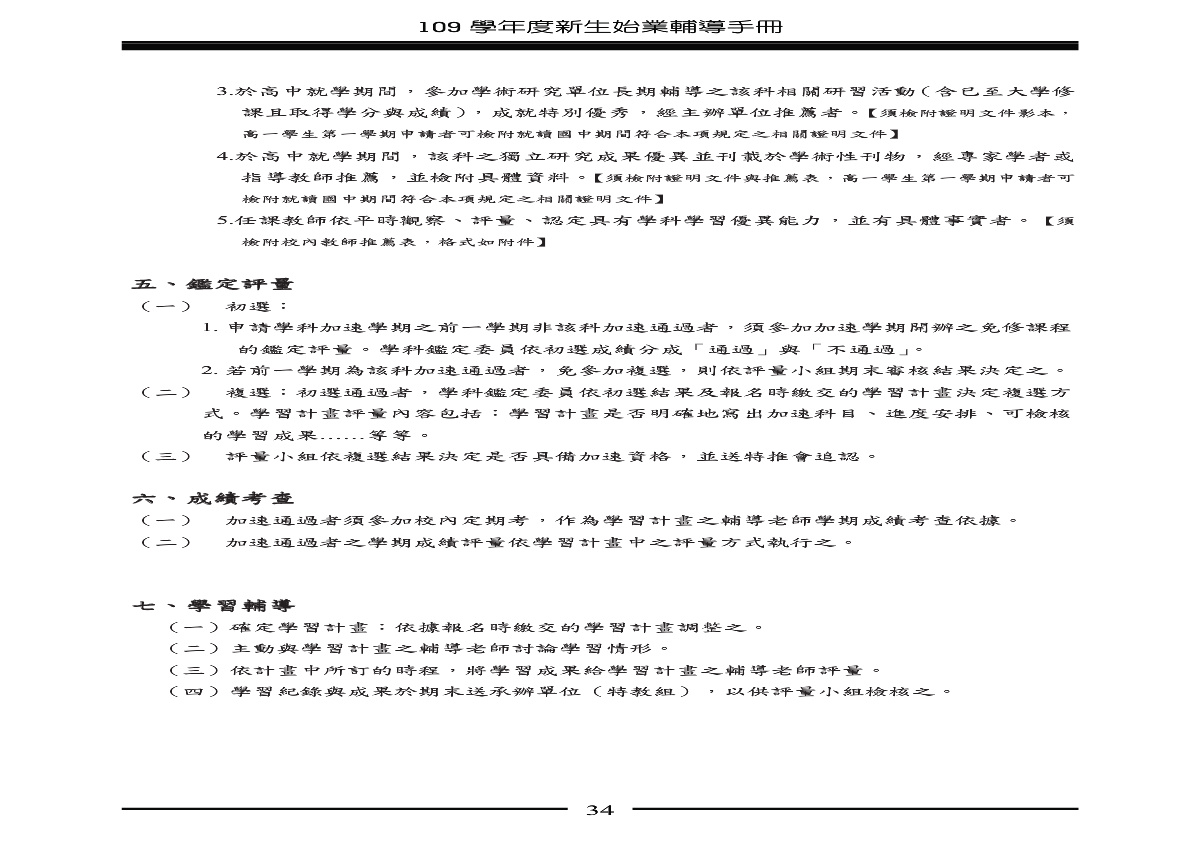 109 學年度新生始業輔導手冊
3.於高中就學期間，參加學術研究單位長期輔導之該科相關研習活動(含已至大學修
課且取得學分與成績)，成就特別優秀，經主辦單位推薦者。【須檢附證明文件影本，
高一學生第一學期申請者可檢附就讀國中期間符合本項規定之相關證明文件】
4.於高中就學期間，該科之獨立研究成果優異並刊載於學術性刊物，經專家學者或
指導教師推薦，並檢附具體資料。【須檢附證明文件與推薦表，高一學生第一學期申請者可
檢附就讀國中期間符合本項規定之相關證明文件】
5.任課教師依平時觀察、評量、認定具有學科學習優異能力，並有具體事實者。【須
檢附校內教師推薦表，格式如附件】
五、鑑定評量
（一） 初選：
1. 申請學科加速學期之前一學期非該科加速通過者，須參加加速學期開辦之免修課程
的鑑定評量。學科鑑定委員依初選成績分成「通過」與「不通過」。
2. 若前一學期為該科加速通過者，免參加複選，則依評量小組期末審核結果決定之。
（二） 複選：初選通過者，學科鑑定委員依初選結果及報名時繳交的學習計畫決定複選方
式。學習計畫評量內容包括：學習計畫是否明確地寫出加速科目、進度安排、可檢核
的學習成果……等等。
（三） 評量小組依複選結果決定是否具備加速資格，並送特推會追認。
六、成績考查
（一） 加速通過者須參加校內定期考，作為學習計畫之輔導老師學期成績考查依據。
（二） 加速通過者之學期成績評量依學習計畫中之評量方式執行之。
七、學習輔導
（一）確定學習計畫：依據報名時繳交的學習計畫調整之。
（二）主動與學習計畫之輔導老師討論學習情形。
（三）依計畫中所訂的時程，將學習成果給學習計畫之輔導老師評量。
（四）學習紀錄與成果於期末送承辦單位（特教組），以供評量小組檢核之。
34